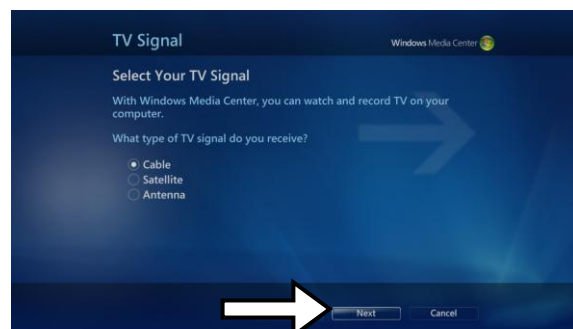 TV Signal
Windows Media Center
Select Your TV Signal
With Windows Media Center, you can watch and record TV on your
computer.
What type of TV signal do you receive?
Cable
Satellite
Antenna
Next Cancel